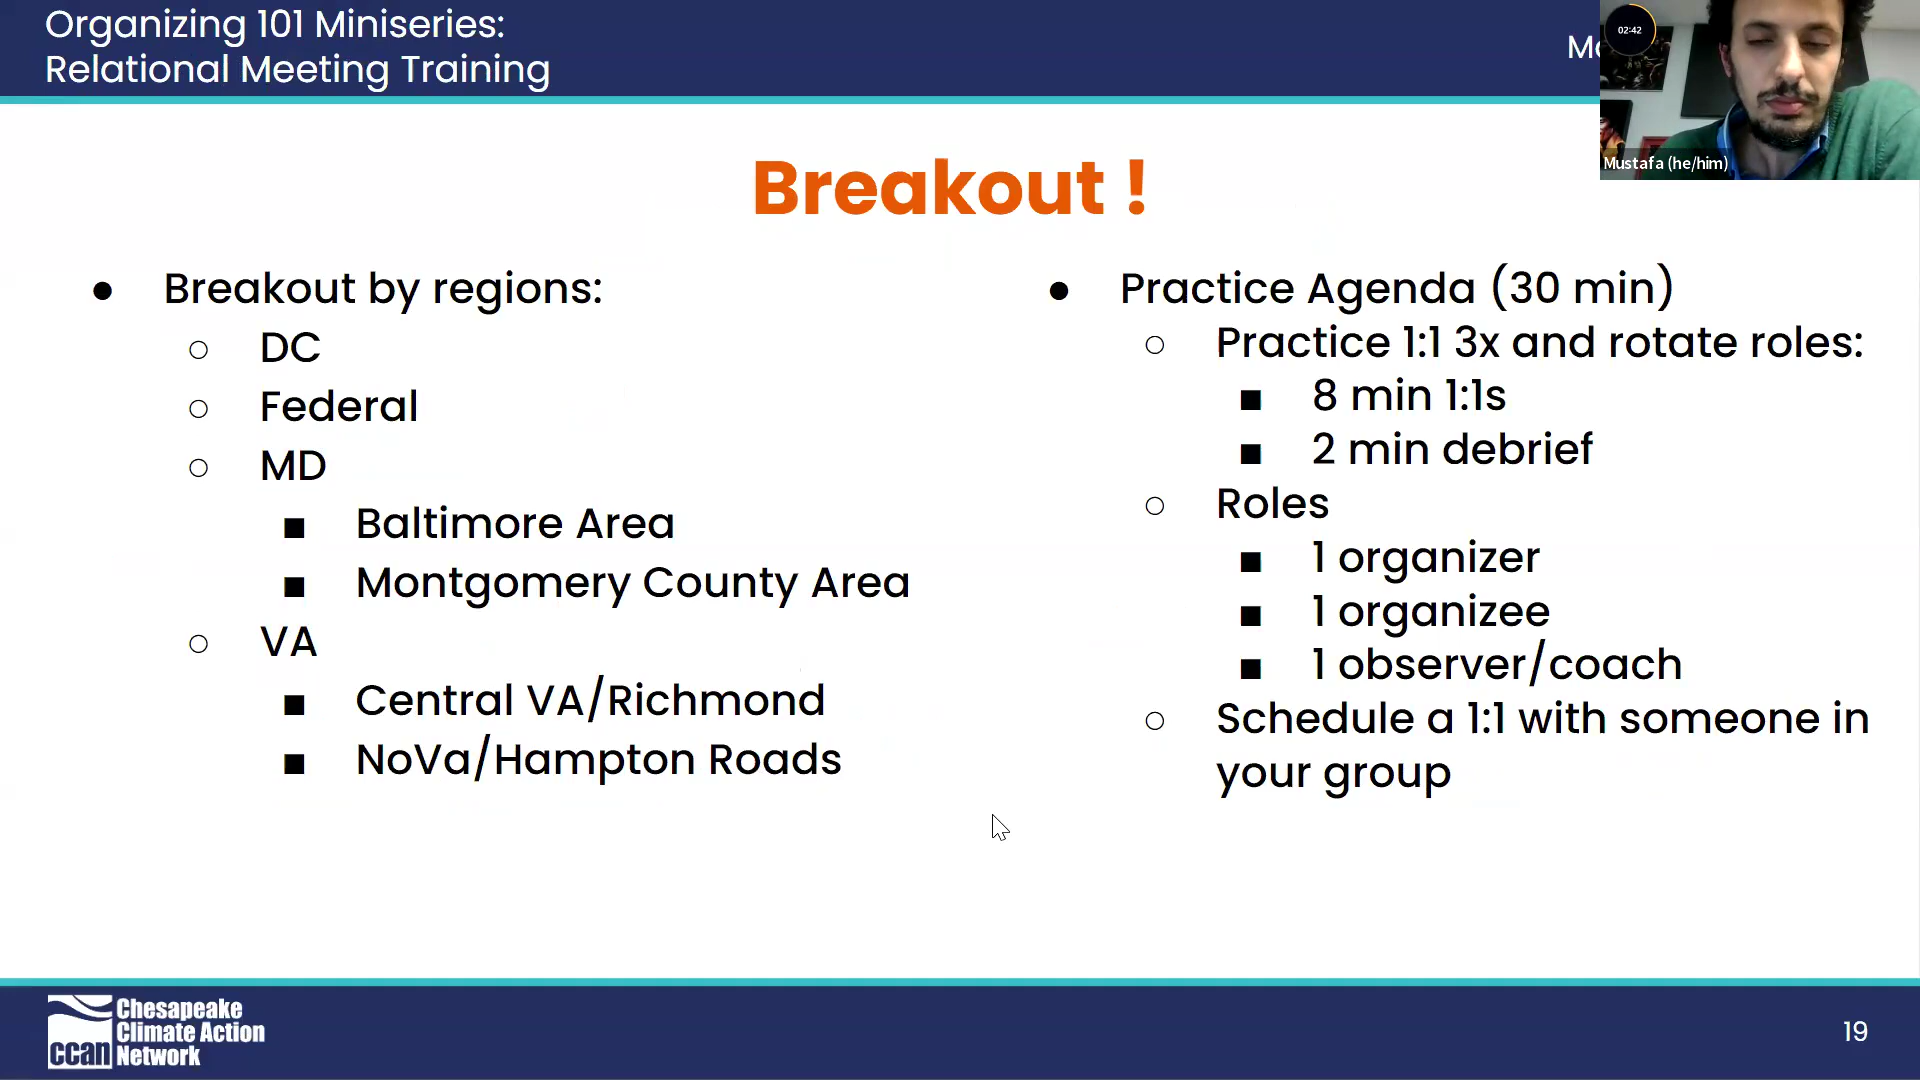 Organizing 101 Miniseries:
Relational Meeting Training
02:42
Mustafa (he/him)
Breakout !
● Breakout by regions:
○ DC
○ Federal
○ MD
■ Baltimore Area
■ Montgomery County Area
○ VA
■ Central VA/Richmond
■ NoVa/Hampton Roads
● Practice Agenda (30 min)
○ Practice 1:1 3x and rotate roles:
■ 8 min 1:1s
■ 2 min debrief
○ Roles
■ 1 organizer
■ 1 organizee
■ 1 observer/coach
○ Schedule a 1:1 with someone in
your group
ccan
Chesapeake
Climate Action
Network
19